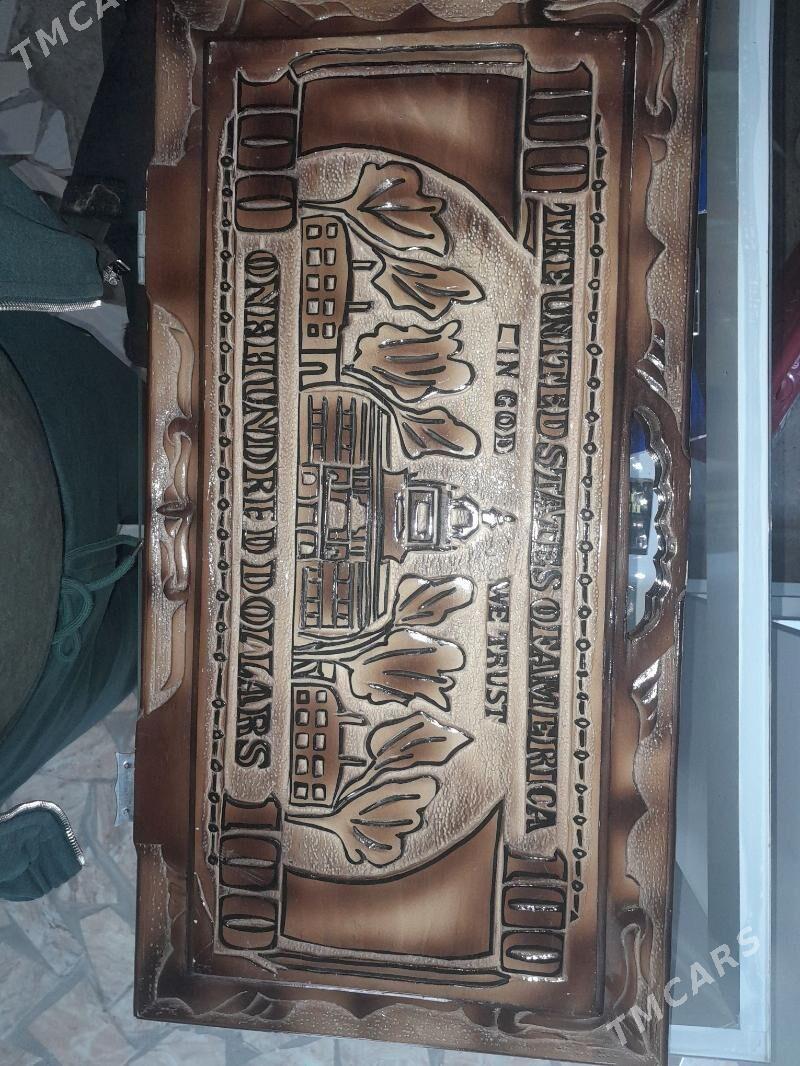 100 100
THE UNITED STATES OF AMERICA
IN GOD WE TRUST
ONE HUNDRED DOLLARS
100 100
TMCARS
TMCARS